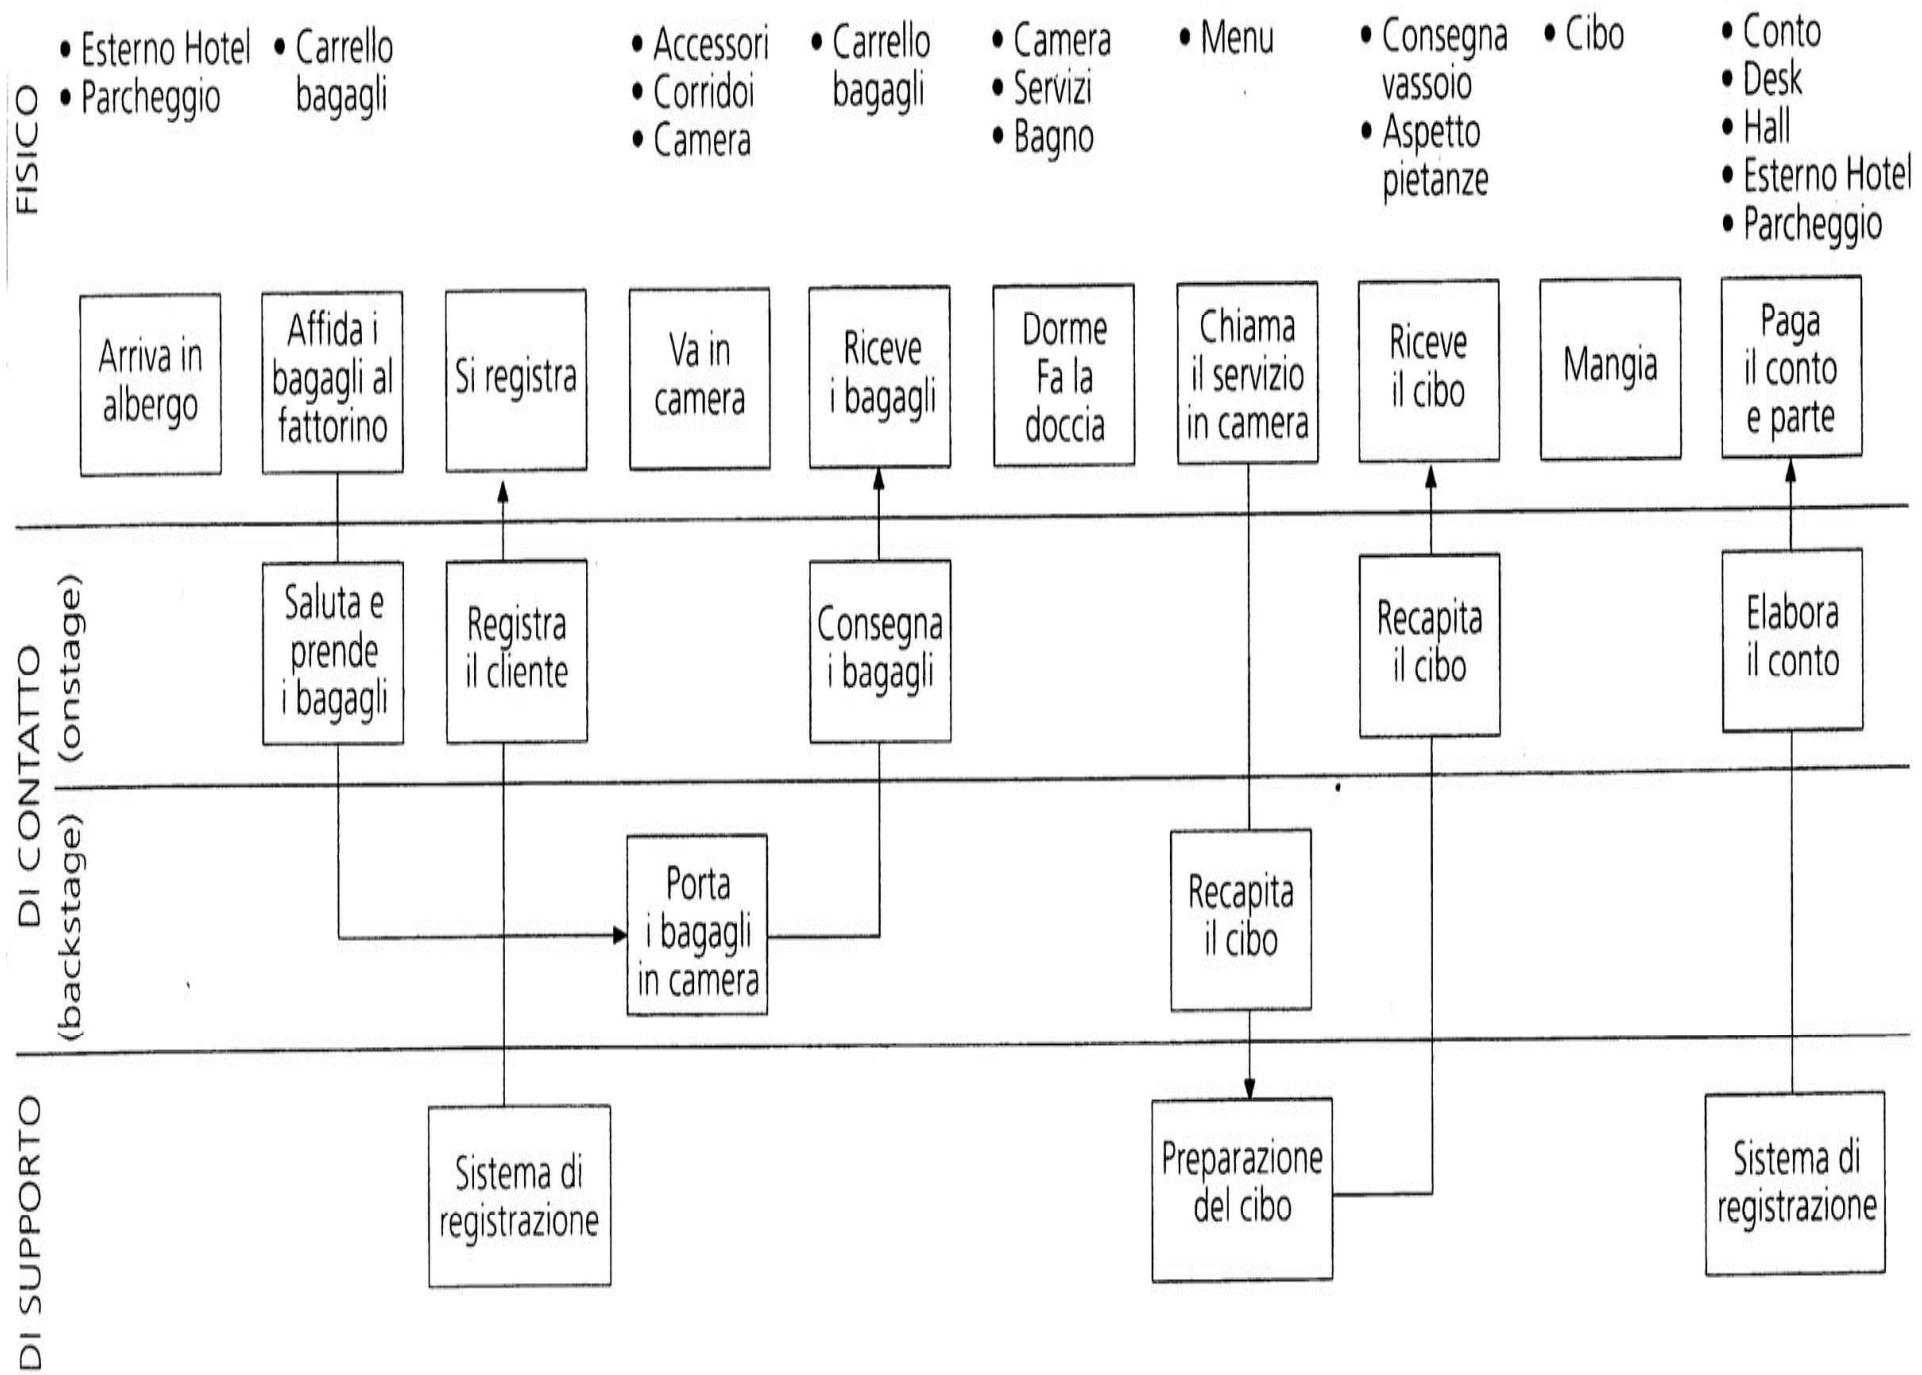 FISICO
• Esterno Hotel
• Parcheggio
• Carrello
bagagli
• Accessori
• Corridoi
• Camera
• Carrello
bagagli
• Camera
• Servizi
• Bagno
• Menu
• Consegna
vassoio
• Aspetto
pietanze
• Cibo
• Conto
• Desk
• Hall
• Esterno Hotel
• Parcheggio
Arriva in
albergo
Affida i
bagagli al
fattorino
Si registra
Va in
camera
Riceve
i bagagli
Dorme
Fa la
doccia
Chiama
il servizio
in camera
Riceve
il cibo
Mangia
Paga
il conto
e parte
DI CONTATTO
(onstage)
Saluta e
prende
i bagagli
Registra
il cliente
Consegna
i bagagli
Recapita
il cibo
Elabora
il conto
(backstage)
Porta
i bagagli
in camera
Recapita
il cibo
DI SUPPORTO
Sistema di
registrazione
Preparazione
del cibo
Sistema di
registrazione